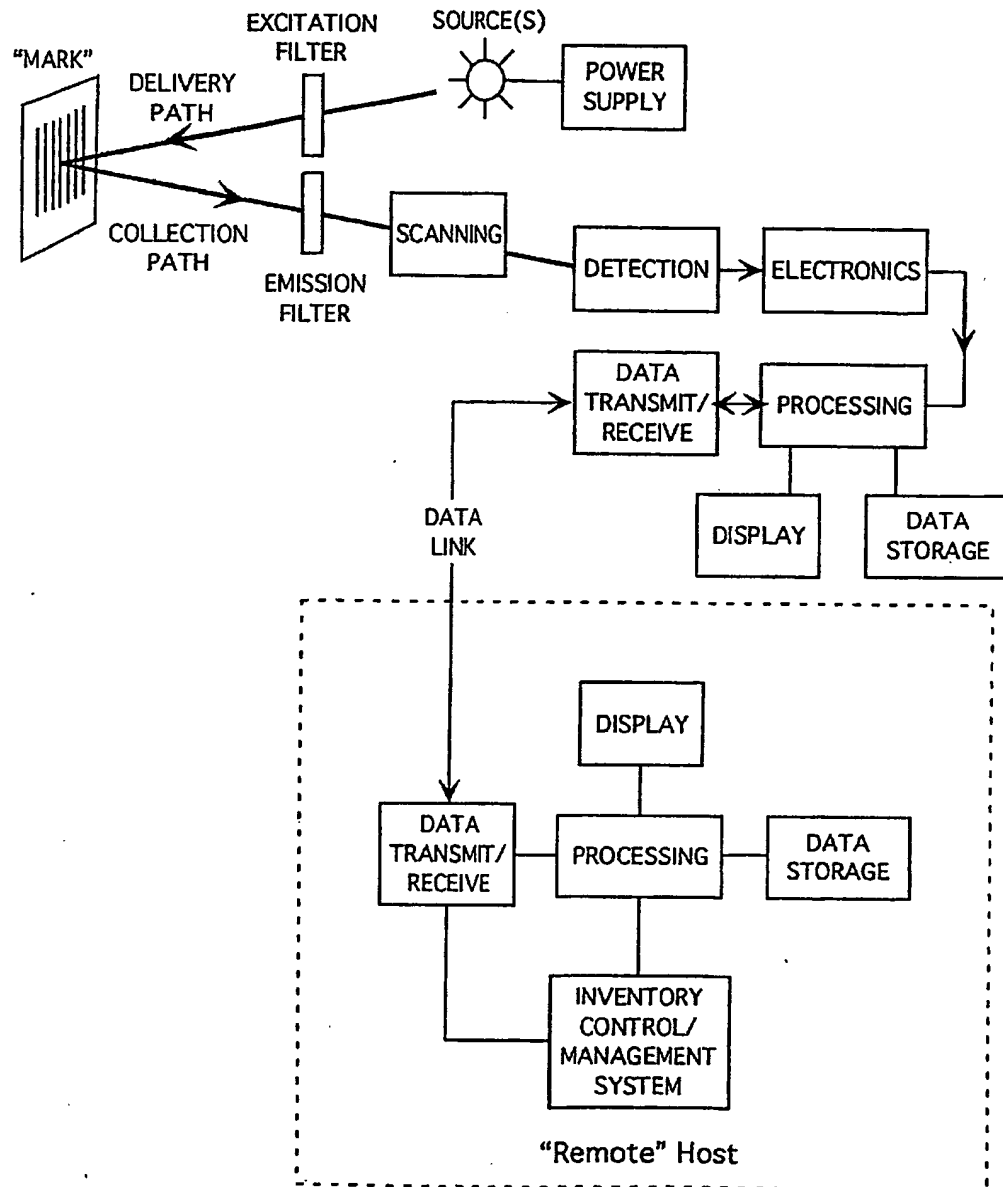 EXCITATION
FILTER
SOURCE(S)
"MARK"
POWER
SUPPLY
DELIVERY
PATH
COLLECTION
PATH
EMISSION
FILTER
SCANNING
DETECTION
ELECTRONICS
DATA
TRANSMIT/
RECEIVE
PROCESSING
DISPLAY
DATA
STORAGE
DATA
LINK
DISPLAY
DATA
TRANSMIT/
RECEIVE
PROCESSING
DATA
STORAGE
INVENTORY
CONTROL/
MANAGEMENT
SYSTEM
"Remote" Host